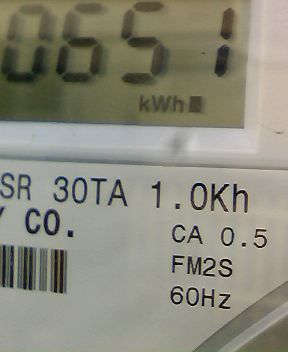 0651
kWh
SR 30TA 1.0Kh
Y CO.
CA 0.5
FM2S
60Hz